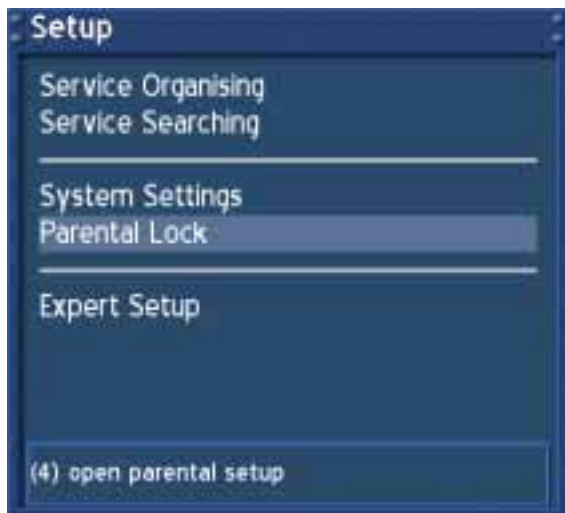 Setup
Service Organising
Service Searching
System Settings
Parental Lock
Expert Setup
(4) open parental setup